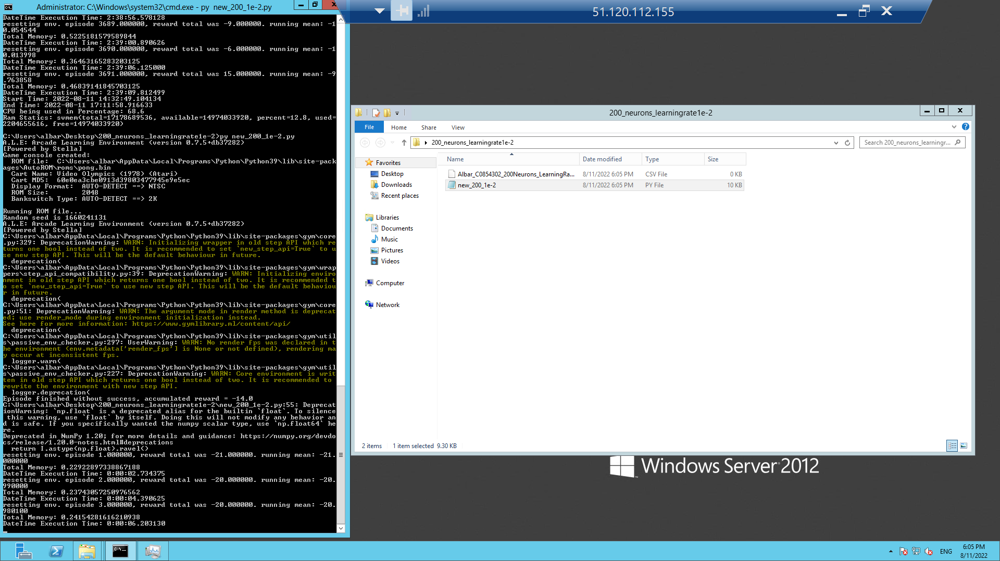 Administrator: C:\Windows\system32\cmd.exe - py  new_200_1e-2.py
DateTime Execution Time: 2:38:56.578128
resetting env. episode 3689.000000, reward total was -9.000000. running mean: -1
0.054544
Total Memory: 0.5225181579589844
DateTime Execution Time: 2:39:00.890626
resetting env. episode 3690.000000, reward total was -6.000000. running mean: -1
0.013998
Total Memory: 0.36463165283203125
DateTime Execution Time: 2:39:06.125000
resetting env. episode 3691.000000, reward total was 15.000000. running mean: -9
.763858
Total Memory: 0.46839141845703125
DateTime Execution Time: 2:39:09.812499
Start Time: 2022-08-11 14:32:49.104134
End Time: 2022-08-11 17:11:58.916633
CPU being used in Percentage: 68.6
Ram Statics: svmem(total=17178689536, available=14974033920, percent=12.8, used=
2204655616, free=14974033920)
C:\Users\albar\Desktop\200_neurons_learningrate1e-2>py new_200_1e-2.py
A.L.E: Arcade Learning Environment (version 0.7.5+db37282)
[Powered by Stella]
Game console created:
  ROM file:  C:\Users\albar\AppData\Local\Programs\Python\Python39\lib\site-pack
ages\AutoROM\roms\pong.bin
  Cart Name: Video Olympics (1978) (Atari)
  Cart MD5:  60e0ea3cbe0913d39803477945e9e5ec
  Display Format:  AUTO-DETECT ==> NTSC
  ROM Size:        2048
  Bankswitch Type: AUTO-DETECT ==> 2K
Running ROM file...
Random seed is 1660241131
A.L.E: Arcade Learning Environment (version 0.7.5+db37282)
[Powered by Stella]
C:\Users\albar\AppData\Local\Programs\Python\Python39\lib\site-packages\gym\core
.py:329: DeprecationWarning: WARN: Initializing wrapper in old step API which re
turns one bool instead of two. It is recommended to set `new_step_api=True` to u
se new step API. This will be the default behaviour in future.
  deprecation(
C:\Users\albar\AppData\Local\Programs\Python\Python39\lib\site-packages\gym\wrap
pers\step_api_compatibility.py:39: DeprecationWarning: WARN: Initializing enviro
nment in old step API which returns one bool instead of two. It is recommended t
o set `new_step_api=True` to use new step API. This will be the default behaviou
r in future.
  deprecation(
C:\Users\albar\AppData\Local\Programs\Python\Python39\lib\site-packages\gym\core
.py:51: DeprecationWarning: WARN: The argument mode in render method is deprecat
ed; use render_mode during environment initialization instead.
See here for more information: https://www.gymlibrary.ml/content/api/
  deprecation(
C:\Users\albar\AppData\Local\Programs\Python\Python39\lib\site-packages\gym\util
s\passive_env_checker.py:297: UserWarning: WARN: No render fps was declared in t
he environment (env.metadata['render_fps'] is None or not defined), rendering ma
y occur at inconsistent fps.
  logger.warn(
C:\Users\albar\AppData\Local\Programs\Python\Python39\lib\site-packages\gym\util
s\passive_env_checker.py:227: DeprecationWarning: WARN: Core environment is writ
ten in old step API which returns one bool instead of two. It is recommended to
rewrite the environment with new step API.
  logger.deprecation(
Episode finished without success, accumulated reward = -14.0
C:\Users\albar\Desktop\200_neurons_learningrate1e-2\new_200_1e-2.py:55: Deprecat
ionWarning: `np.float` is a deprecated alias for the builtin `float`. To silence
 this warning, use `float` by itself. Doing this will not modify any behavior an
d is safe. If you specifically wanted the numpy scalar type, use `np.float64` he
re.
Deprecated in NumPy 1.20; for more details and guidance: https://numpy.org/devdo
cs/release/1.20.0-notes.html#deprecations
  return I.astype(np.float).ravel()
resetting env. episode 1.000000, reward total was -21.000000. running mean: -21.
000000
Total Memory: 0.22922897338867188
DateTime Execution Time: 0:00:02.734375
resetting env. episode 2.000000, reward total was -20.000000. running mean: -20.
990000
Total Memory: 0.23743057250976562
DateTime Execution Time: 0:00:04.390625
resetting env. episode 3.000000, reward total was -20.000000. running mean: -20.
980100
Total Memory: 0.24154281616210938
DateTime Execution Time: 0:00:06.203130
51.120.112.155
200_neurons_learningrate1e-2
File Home Share View
200_neurons_learningrate1e-2
Search 200_neurons_learningr...
Name Date modified Type Size
Albar_C0854302_200Neurons_LearningRa... 8/11/2022 6:05 PM CSV File 0 KB
new_200_1e-2 8/11/2022 6:05 PM PY File 10 KB
Favorites
Desktop
Downloads
Recent places
Libraries
Documents
Music
Pictures
Videos
Computer
Network
2 items 1 item selected 9.30 KB
Windows Server 2012
ENG
6:05 PM
8/11/2022